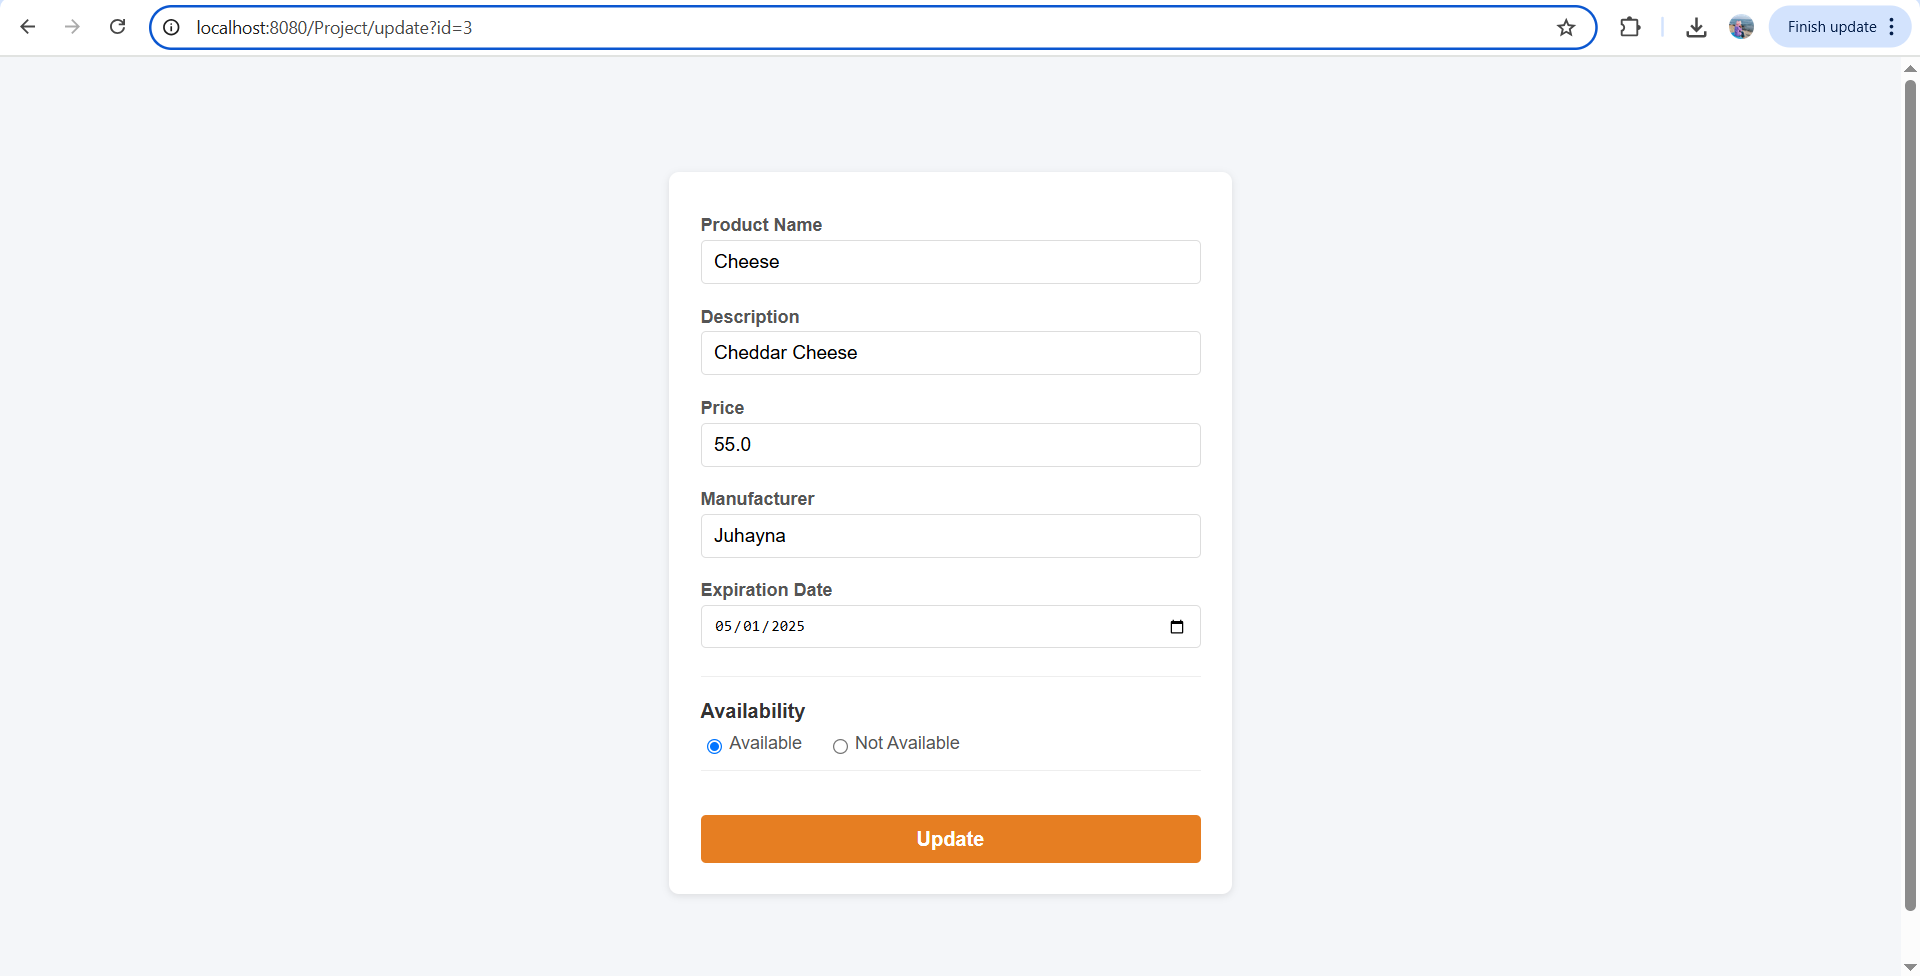 localhost:8080/Project/update?id=3
Finish update
Product Name
Cheese
Description
Cheddar Cheese
Price
55.0
Manufacturer
Juhayna
Expiration Date
05/01/2025
Availability
Available Not Available
Update